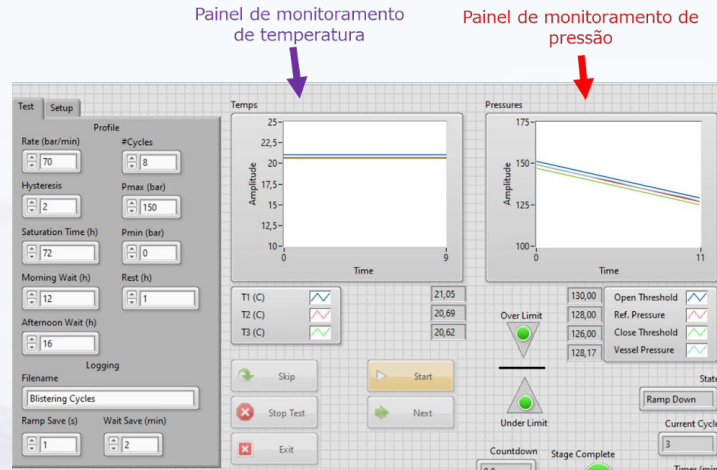 Painel de monitoramento
de temperatura
Painel de monitoramento de
pressão
Test
Setup
Profile
Rate (bar/min)
#Cycles
70
8
Hysteresis
Pmax (bar)
2
150
Saturation Time (h)
Pmin (bar)
72
0
Morning Wait (h)
Rest (h)
12
1
Afternoon Wait (h)
16
Logging
Filename
Blistering Cycles
Ramp Save (s)
Wait Save (min)
1
2
Temps
25-
22,5-
20-
17,5-
15-
12,5-
10-
Amplitude
0
9
Time
T1 (C)
21,05
T2 (C)
20,69
T3 (C)
20,62
Skip
Start
Stop Test
Next
Exit
Pressures
175-
150-
125-
100-
Amplitude
0
11
Time
Over Limit
Under Limit
130,00
Open Threshold
128,00
Ref. Pressure
126,00
Close Threshold
128,17
Vessel Pressure
State
Ramp Down
Current Cycle
3
Countdown
Stage Complete